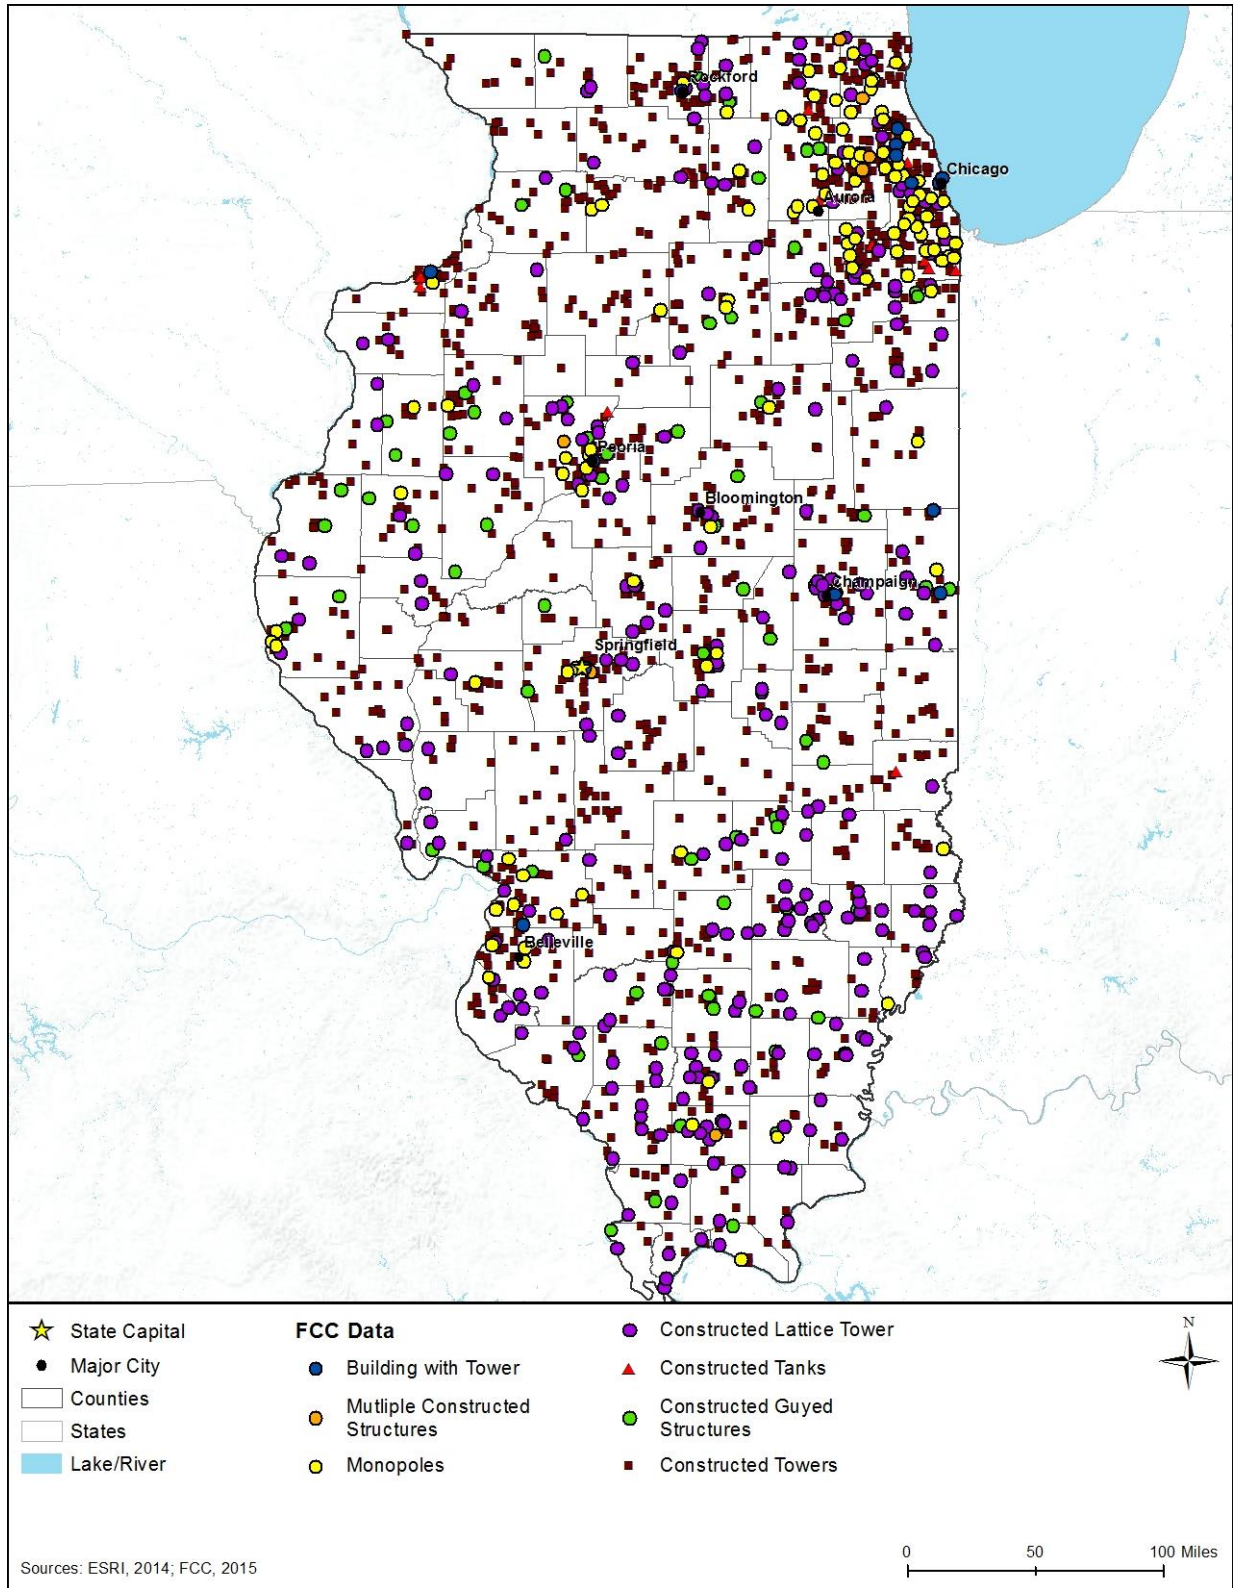 Rockford
Chicago
Aurora
Peoria
Bloomington
Champaign
Springfield
Belleville
State Capital
Major City
Counties
States
Lake/River
FCC Data
Building with Tower
Mutliple Constructed
Structures
Monopoles
Constructed Lattice Tower
Constructed Tanks
Constructed Guyed
Structures
Constructed Towers
N
Sources: ESRI, 2014; FCC, 2015
0 50 100 Miles